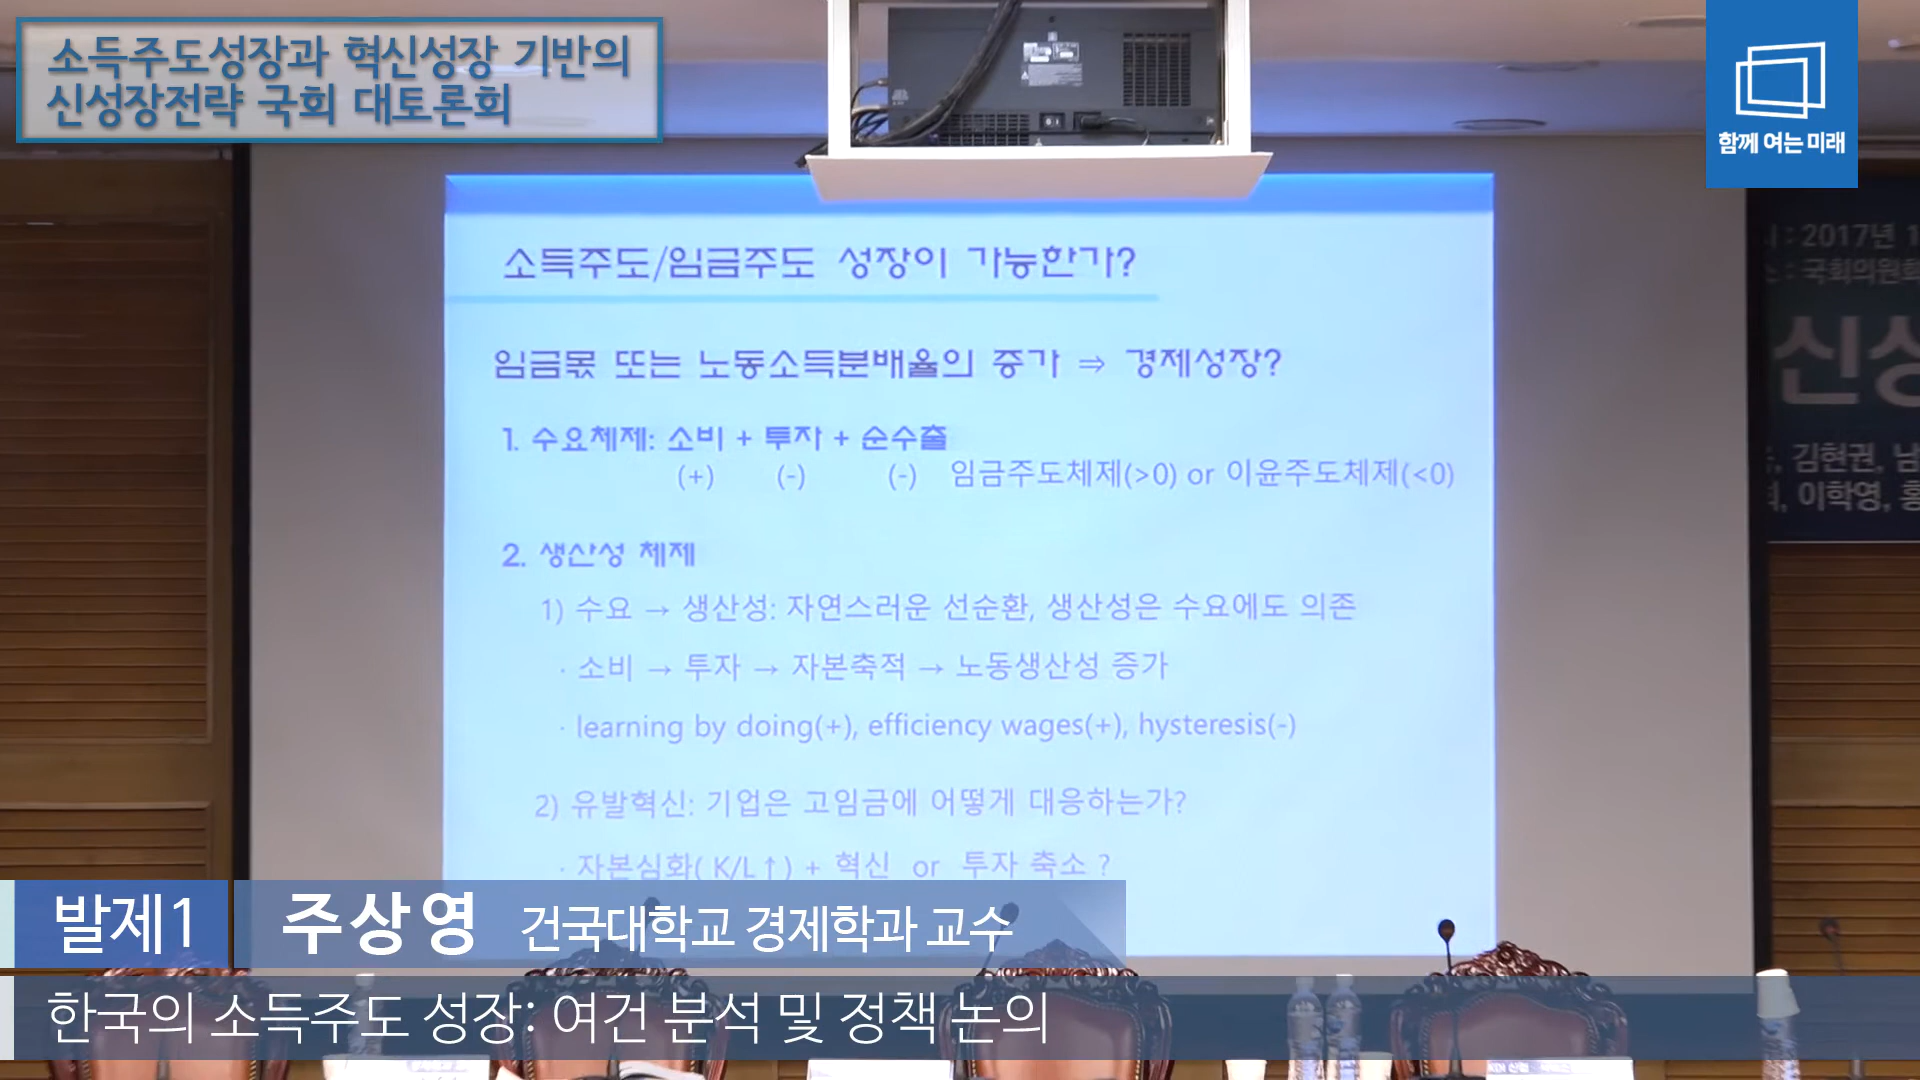 소득주도성장과 혁신성장 기반의
신성장전략 국회 대토론회
함께 여는 미래
소득주도/임금주도 성장이 가능한가?
임금몫 또는 노동소득분배율의 증가 ⇒ 경제성장?
1. 수요체제: 소비 + 투자 + 순수출
(+) (-) (-) 임금주도체제(>0) or 이윤주도체제(<0)
2. 생산성 체제
1) 수요 → 생산성: 자연스러운 선순환, 생산성은 수요에도 의존
· 소비 → 투자 → 자본축적 → 노동생산성 증가
· learning by doing(+), efficiency wages(+), hysteresis(-)
2) 유발혁신: 기업은 고임금에 어떻게 대응하는가?
· 자본심화( K/L↑) + 혁신 or 투자 축소 ?
: 2017년 1
: 국회의원회
신성
김현권, 남
이학영, 홍
발제1 주상영 건국대학교 경제학과 교수
한국의 소득주도 성장: 여건 분석 및 정책 논의